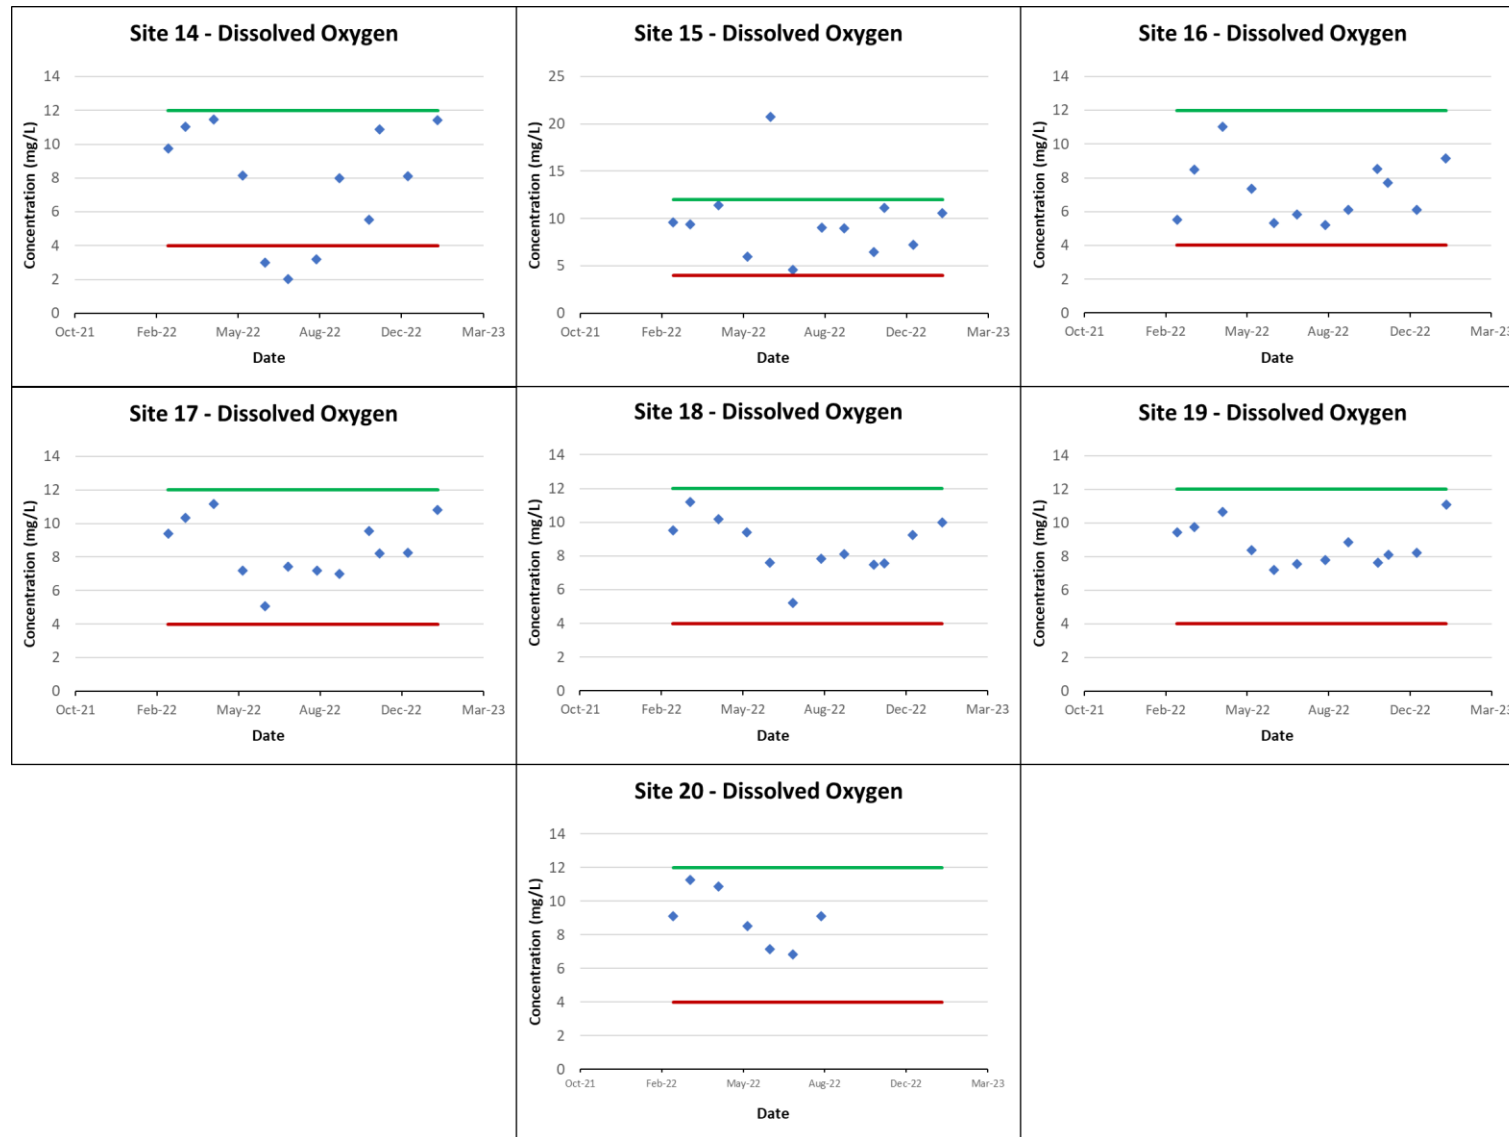 Site 14 - Dissolved Oxygen
Concentration (mg/L)
14
12
10
8
6
4
2
0
Oct-21 Feb-22 May-22 Aug-22 Dec-22 Mar-23
Date
Site 15 - Dissolved Oxygen
Concentration (mg/L)
25
20
15
10
5
0
Oct-21 Feb-22 May-22 Aug-22 Dec-22 Mar-23
Date
Site 16 - Dissolved Oxygen
Concentration (mg/L)
14
12
10
8
6
4
2
0
Oct-21 Feb-22 May-22 Aug-22 Dec-22 Mar-23
Date
Site 17 - Dissolved Oxygen
Concentration (mg/L)
14
12
10
8
6
4
2
0
Oct-21 Feb-22 May-22 Aug-22 Dec-22 Mar-23
Date
Site 18 - Dissolved Oxygen
Concentration (mg/L)
14
12
10
8
6
4
2
0
Oct-21 Feb-22 May-22 Aug-22 Dec-22 Mar-23
Date
Site 19 - Dissolved Oxygen
Concentration (mg/L)
14
12
10
8
6
4
2
0
Oct-21 Feb-22 May-22 Aug-22 Dec-22 Mar-23
Date
Site 20 - Dissolved Oxygen
Concentration (mg/L)
14
12
10
8
6
4
2
0
Oct-21 Feb-22 May-22 Aug-22 Dec-22 Mar-23
Date